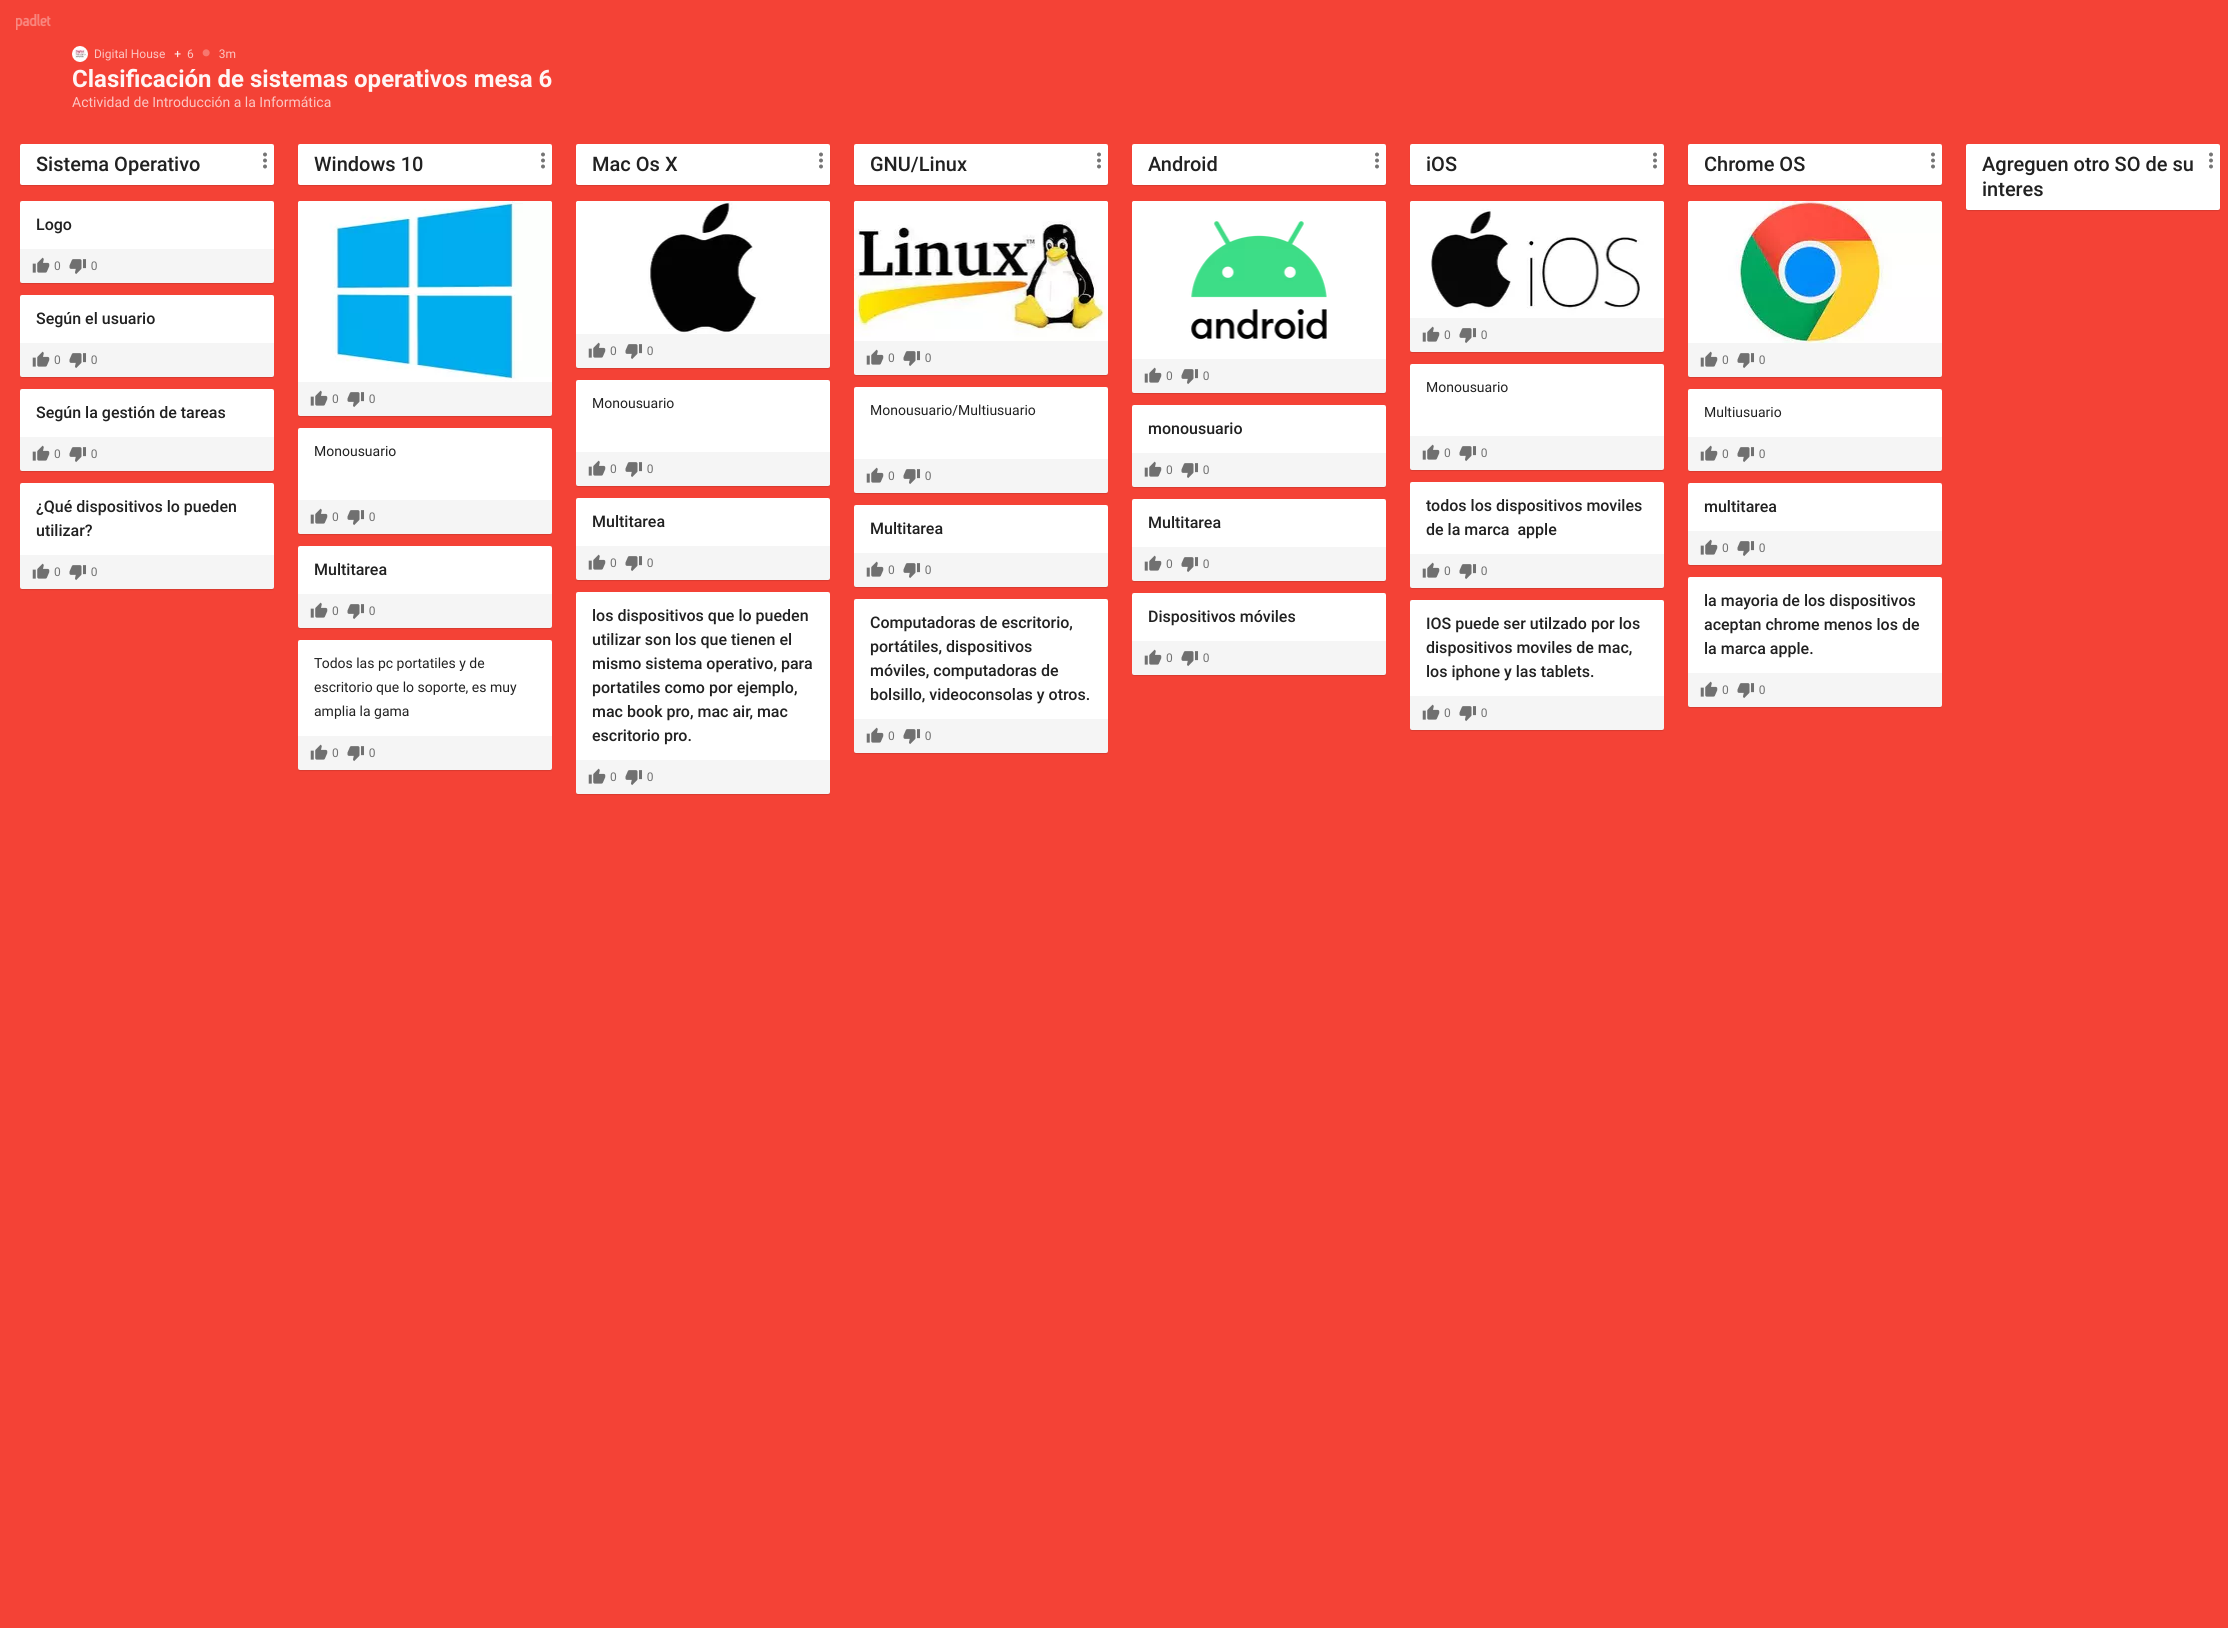 padlet
Digital House + 6 3m
Clasificación de sistemas operativos mesa 6
Actividad de Introducción a la Informática
Sistema Operativo
Logo
0 0
Según el usuario
0 0
Según la gestión de tareas
0 0
¿Qué dispositivos lo pueden
utilizar?
0 0
Windows 10
0 0
Monousuario
0 0
Multitarea
0 0
Todos las pc portatiles y de
escritorio que lo soporte, es muy
amplia la gama
0 0
Mac Os X
0 0
Monousuario
0 0
Multitarea
0 0
los dispositivos que lo pueden
utilizar son los que tienen el
mismo sistema operativo, para
portatiles como por ejemplo,
mac book pro, mac air, mac
escritorio pro.
0 0
GNU/Linux
Linux™
0 0
Monousuario/Multiusuario
0 0
Multitarea
0 0
Computadoras de escritorio,
portátiles, dispositivos
móviles, computadoras de
bolsillo, videoconsolas y otros.
0 0
Android
android
0 0
monousuario
0 0
Multitarea
0 0
Dispositivos móviles
0 0
iOS
iOS
0 0
Monousuario
0 0
todos los dispositivos moviles
de la marca  apple
0 0
IOS puede ser utilzado por los
dispositivos moviles de mac,
los iphone y las tablets.
0 0
Chrome OS
0 0
Multiusuario
0 0
multitarea
0 0
la mayoria de los dispositivos
aceptan chrome menos los de
la marca apple.
0 0
Agreguen otro SO de su
interes